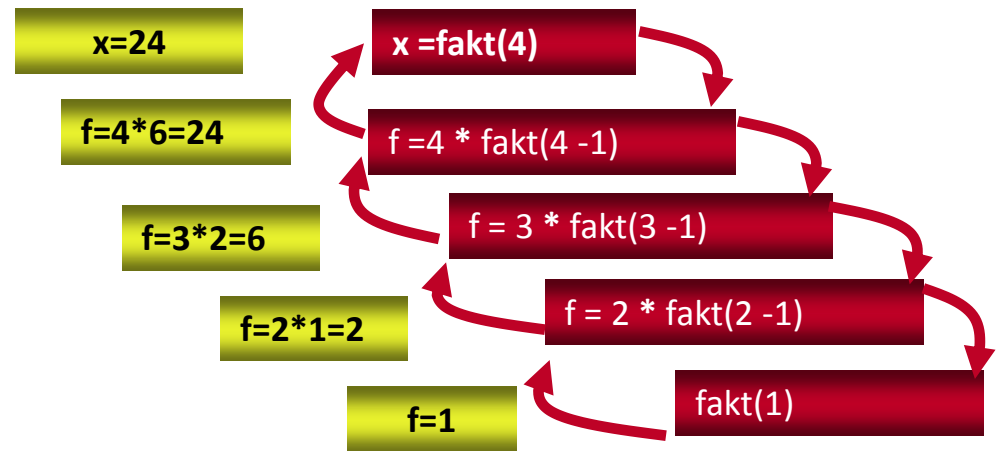 x=24
x =fakt(4)
f=4*6=24
f =4 * fakt(4 -1)
f=3*2=6
f = 3 * fakt(3 -1)
f=2*1=2
f = 2 * fakt(2 -1)
f=1
fakt(1)